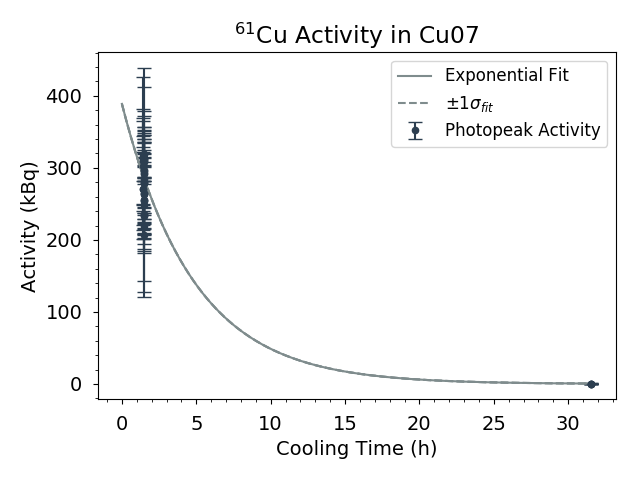 ⁶¹Cu Activity in Cu07
Exponential Fit
±1σ_fit
Photopeak Activity
Activity (kBq)
400
300
200
100
0
0 5 10 15 20 25 30
Cooling Time (h)